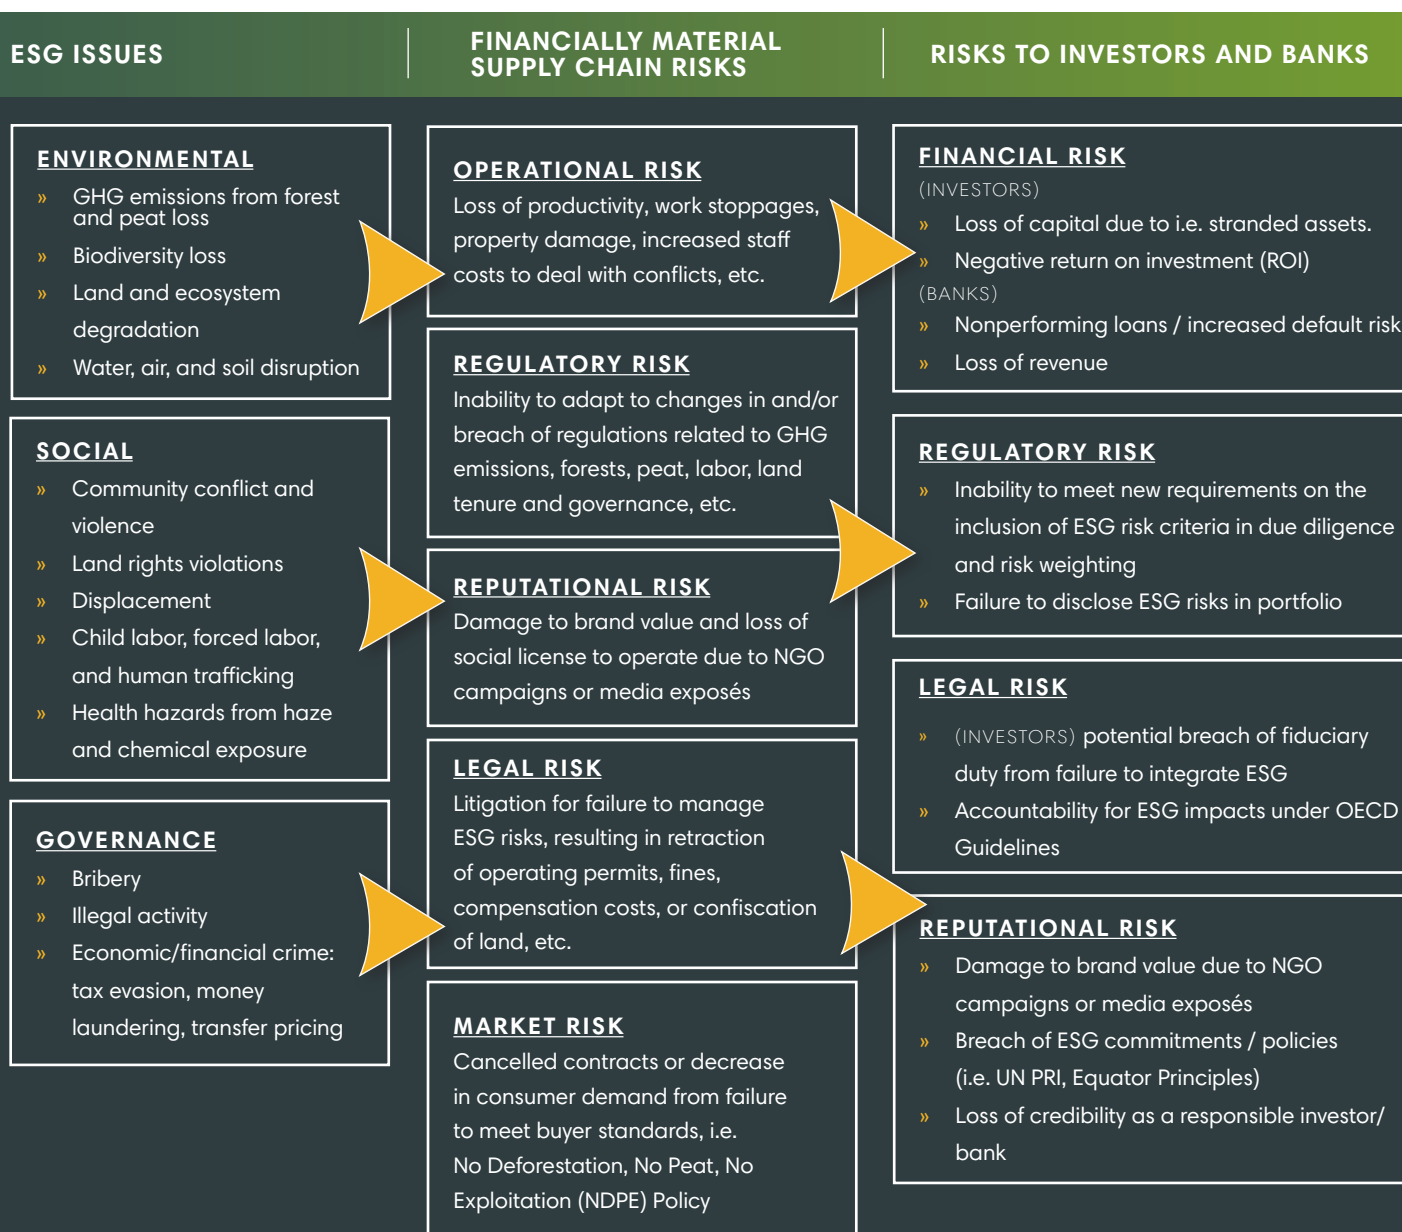 ESG ISSUES
FINANCIALLY MATERIAL
SUPPLY CHAIN RISKS
RISKS TO INVESTORS AND BANKS
ENVIRONMENTAL
» GHG emissions from forest
and peat loss
» Biodiversity loss
» Land and ecosystem
degradation
» Water, air, and soil disruption
SOCIAL
» Community conflict and
violence
» Land rights violations
» Displacement
» Child labor, forced labor,
and human trafficking
» Health hazards from haze
and chemical exposure
GOVERNANCE
» Bribery
» Illegal activity
» Economic/financial crime:
tax evasion, money
laundering, transfer pricing
OPERATIONAL RISK
Loss of productivity, work stoppages,
property damage, increased staff
costs to deal with conflicts, etc.
REGULATORY RISK
Inability to adapt to changes in and/or
breach of regulations related to GHG
emissions, forests, peat, labor, land
tenure and governance, etc.
REPUTATIONAL RISK
Damage to brand value and loss of
social license to operate due to NGO
campaigns or media exposés
LEGAL RISK
Litigation for failure to manage
ESG risks, resulting in retraction
of operating permits, fines,
compensation costs, or confiscation
of land, etc.
MARKET RISK
Cancelled contracts or decrease
in consumer demand from failure
to meet buyer standards, i.e.
No Deforestation, No Peat, No
Exploitation (NDPE) Policy
FINANCIAL RISK
(INVESTORS)
» Loss of capital due to i.e. stranded assets.
» Negative return on investment (ROI)
(BANKS)
» Nonperforming loans / increased default risk
» Loss of revenue
REGULATORY RISK
» Inability to meet new requirements on the
inclusion of ESG risk criteria in due diligence
and risk weighting
» Failure to disclose ESG risks in portfolio
LEGAL RISK
» (INVESTORS) potential breach of fiduciary
duty from failure to integrate ESG
» Accountability for ESG impacts under OECD
Guidelines
REPUTATIONAL RISK
» Damage to brand value due to NGO
campaigns or media exposés
» Breach of ESG commitments / policies
(i.e. UN PRI, Equator Principles)
» Loss of credibility as a responsible investor/
bank